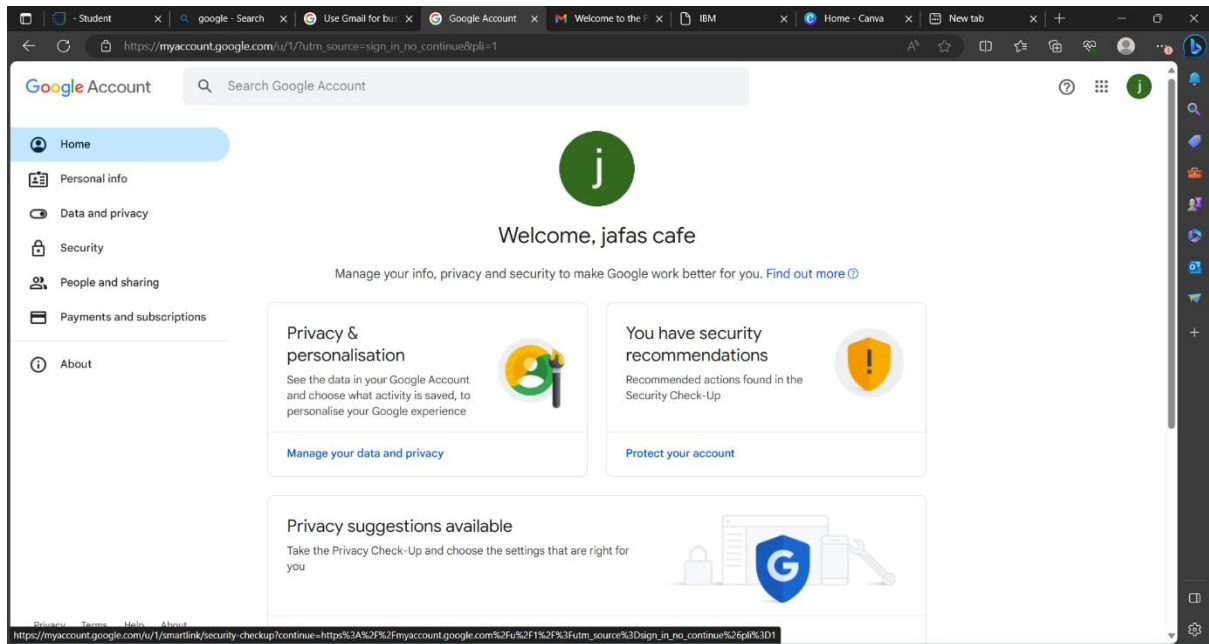 - Student
google - Search
Use Gmail for bus
Google Account
Welcome to the P
IBM
Home - Canva
New tab
https://myaccount.google.com/u/1/?utm_source=sign_in_no_continue&pli=1
Google Account
Search Google Account
j
Home
Personal info
Data and privacy
Security
People and sharing
Payments and subscriptions
About
j
Welcome, jafas cafe
Manage your info, privacy and security to make Google work better for you. Find out more
Privacy &
personalisation
See the data in your Google Account
and choose what activity is saved, to
personalise your Google experience
Manage your data and privacy
You have security
recommendations
Recommended actions found in the
Security Check-Up
Protect your account
Privacy suggestions available
Take the Privacy Check-Up and choose the settings that are right for
you
G
Privacy Terms Help About
https://myaccount.google.com/u/1/smartlink/security-checkup?continue=https%3A%2F%2Fmyaccount.google.com%2Fu%2F1%2F%3Futm_source%3Dsign_in_no_continue%26pli%3D1